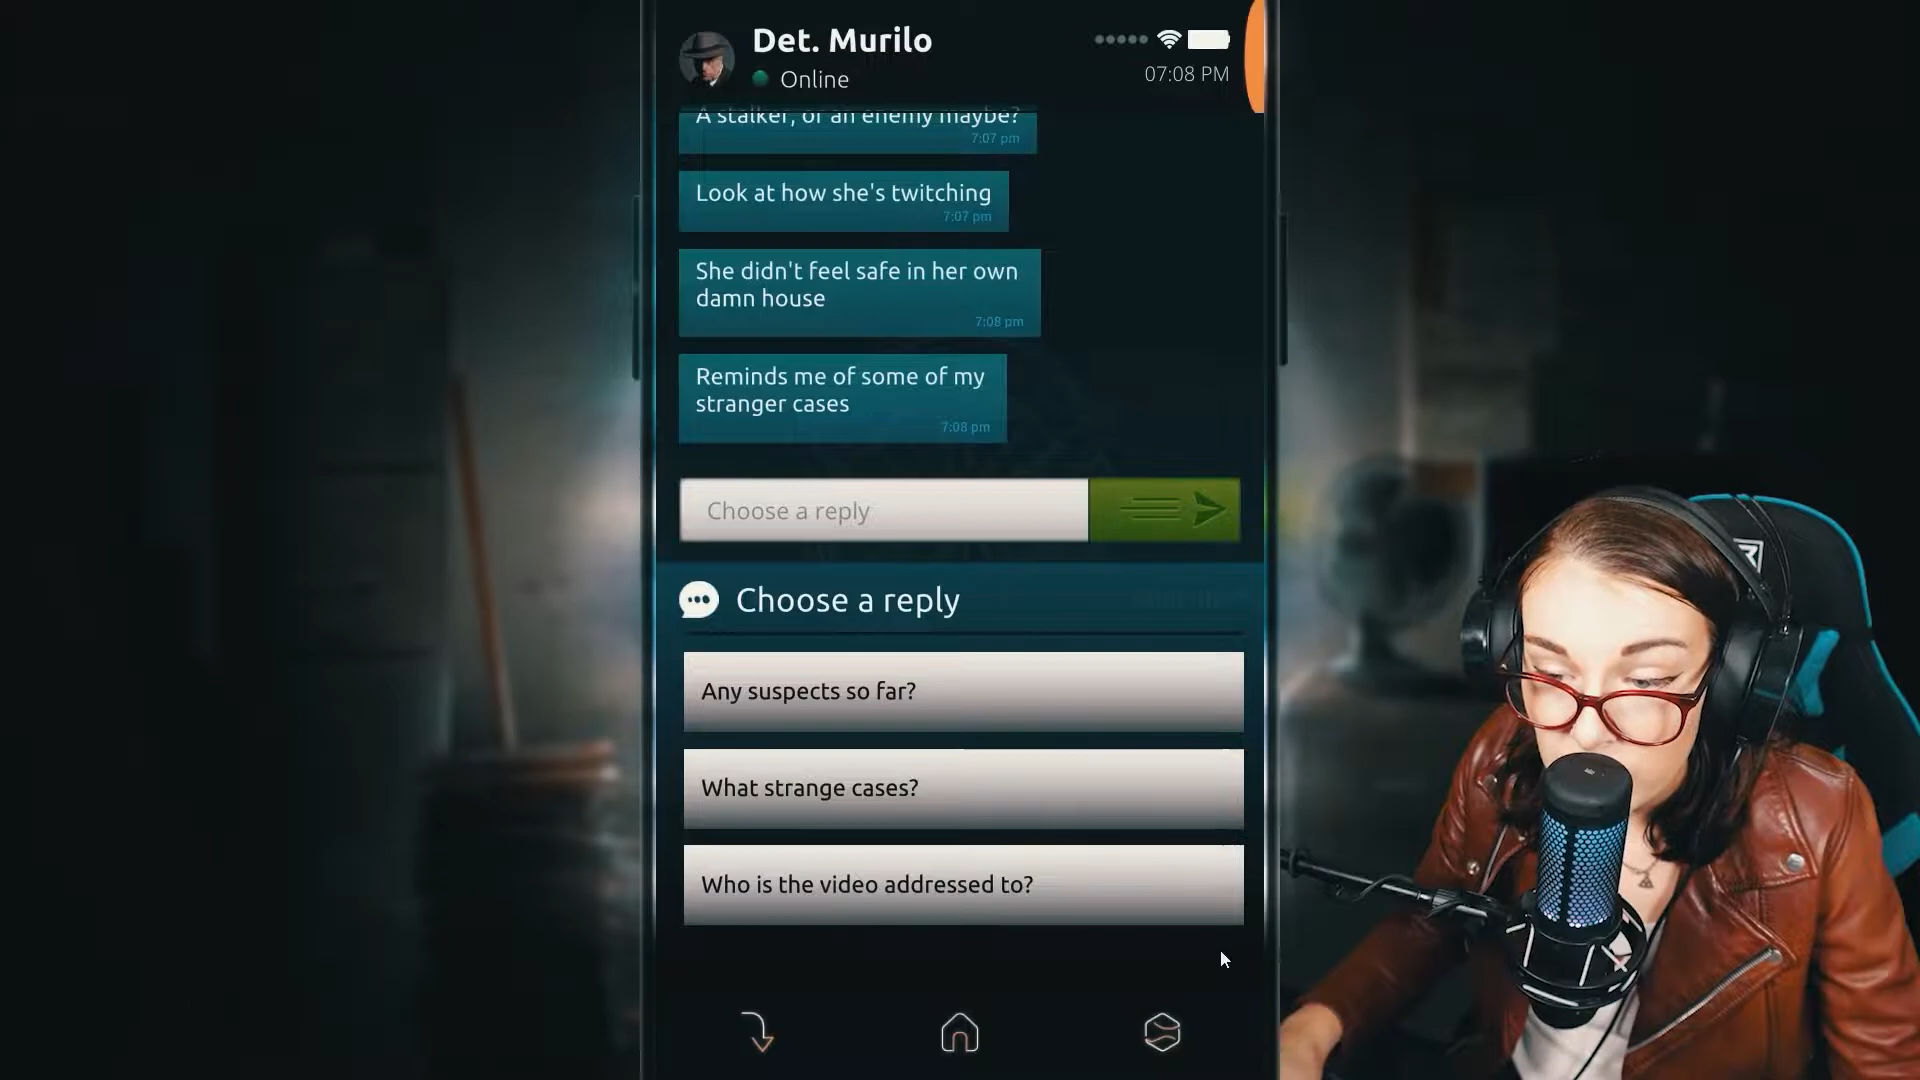 Det. Murilo
Online
07:08 PM
A stalker, or an enemy maybe?
7:07 pm
Look at how she's twitching
7:07 pm
She didn't feel safe in her own
damn house
7:08 pm
Reminds me of some of my
stranger cases
7:08 pm
Choose a reply
Choose a reply
Any suspects so far?
What strange cases?
Who is the video addressed to?